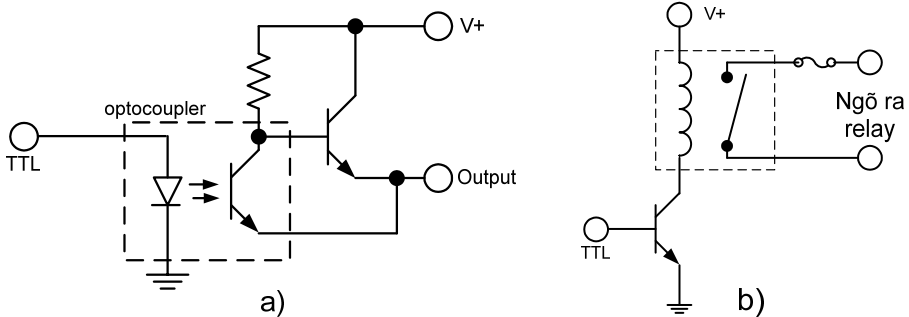 V+
optocoupler
TTL
Output
a)
V+
Ngõ ra
relay
TTL
b)